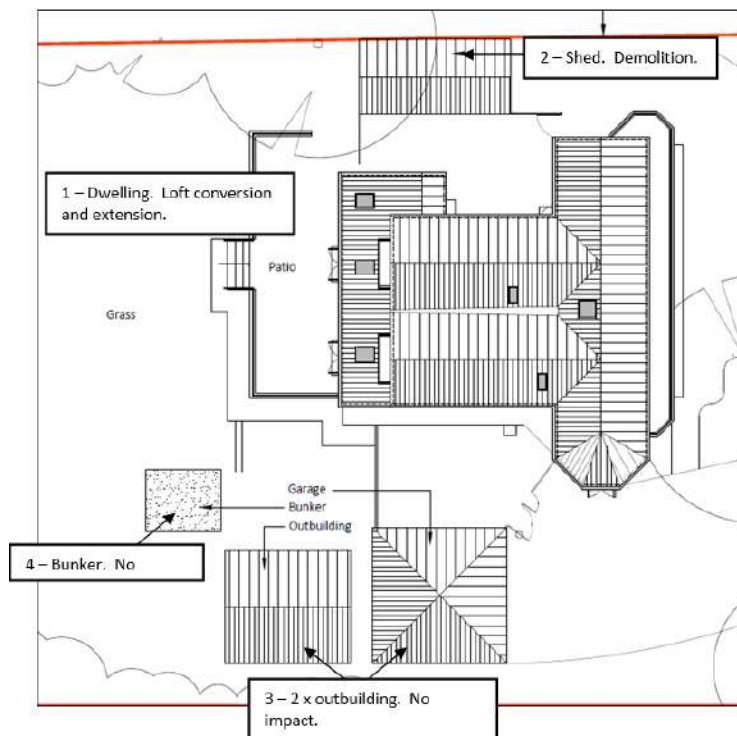 2 – Shed.  Demolition.
1 – Dwelling.  Loft conversion
and extension.
Patio
Grass
Garage
Bunker
Outbuilding
4 – Bunker.  No
3 – 2 x outbuilding.  No
impact.